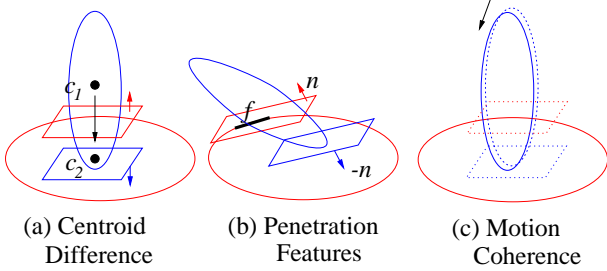 c1
c2
n
f
-n
(a) Centroid
Difference
(b) Penetration
Features
(c) Motion
Coherence